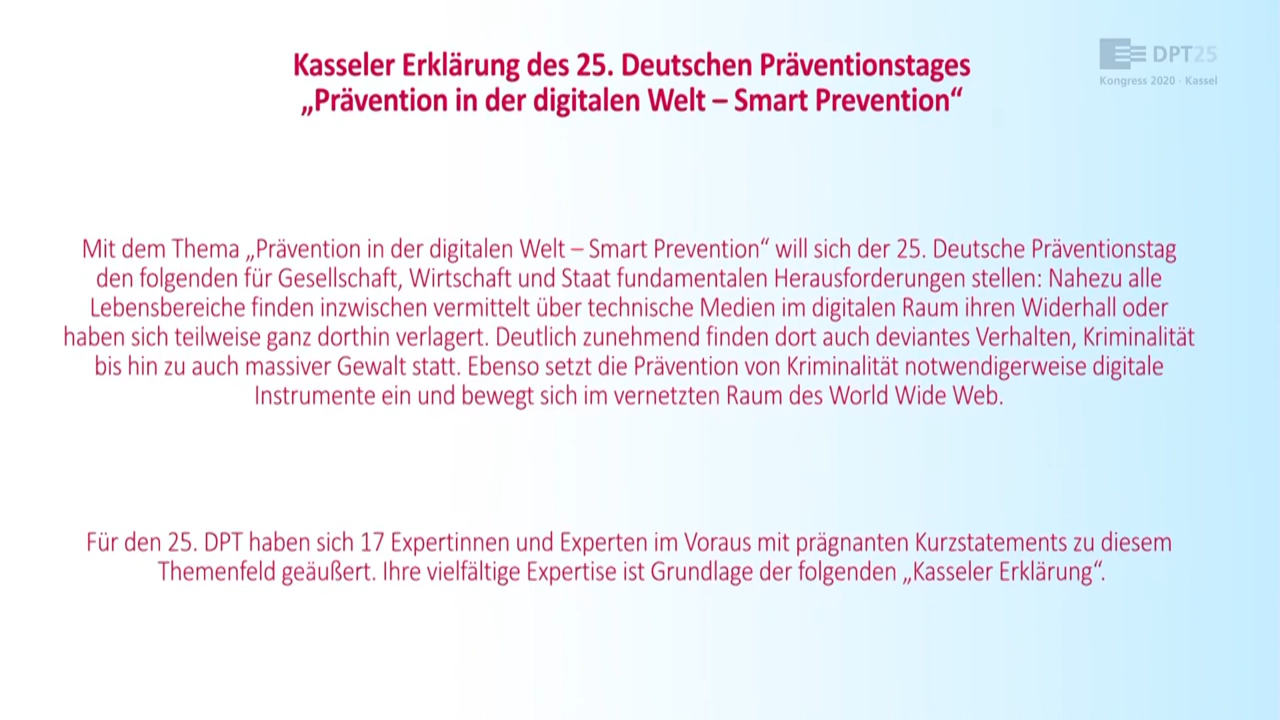 Kasseler Erklärung des 25. Deutschen Präventionstages
„Prävention in der digitalen Welt – Smart Prevention“
DPT25
Kongress 2020 · Kassel
Mit dem Thema „Prävention in der digitalen Welt – Smart Prevention“ will sich der 25. Deutsche Präventionstag
den folgenden für Gesellschaft, Wirtschaft und Staat fundamentalen Herausforderungen stellen: Nahezu alle
Lebensbereiche finden inzwischen vermittelt über technische Medien im digitalen Raum ihren Widerhall oder
haben sich teilweise ganz dorthin verlagert. Deutlich zunehmend finden dort auch deviantes Verhalten, Kriminalität
bis hin zu auch massiver Gewalt statt. Ebenso setzt die Prävention von Kriminalität notwendigerweise digitale
Instrumente ein und bewegt sich im vernetzten Raum des World Wide Web.
Für den 25. DPT haben sich 17 Expertinnen und Experten im Voraus mit prägnanten Kurzstatements zu diesem
Themenfeld geäußert. Ihre vielfältige Expertise ist Grundlage der folgenden „Kasseler Erklärung“.